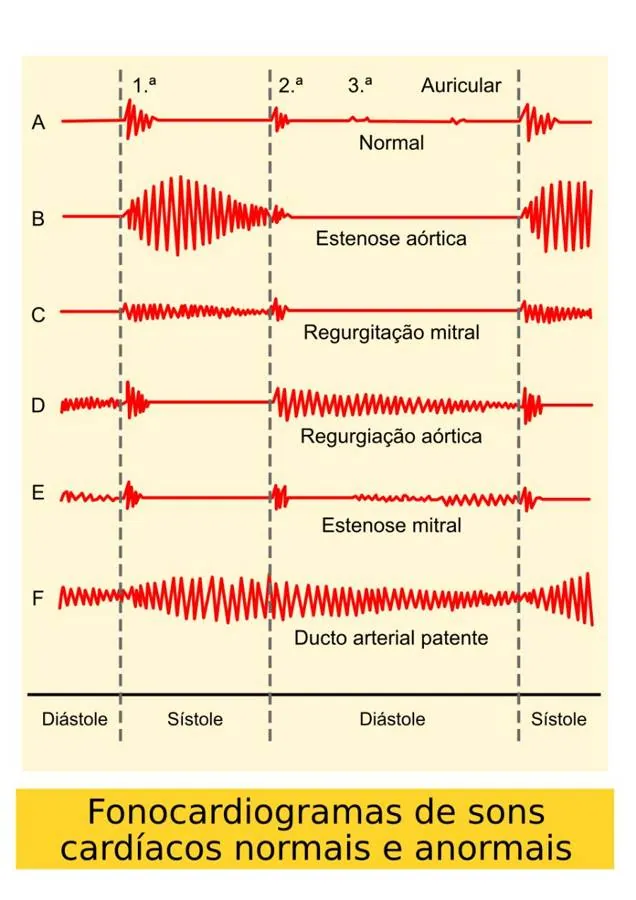 1.ª 2.ª 3.ª Auricular
A
Normal
B
Estenose aórtica
C
Regurgitação mitral
D
Regurgiação aórtica
E
Estenose mitral
F
Ducto arterial patente
Diástole Sístole Diástole Sístole
Fonocardiogramas de sons
cardíacos normais e anormais